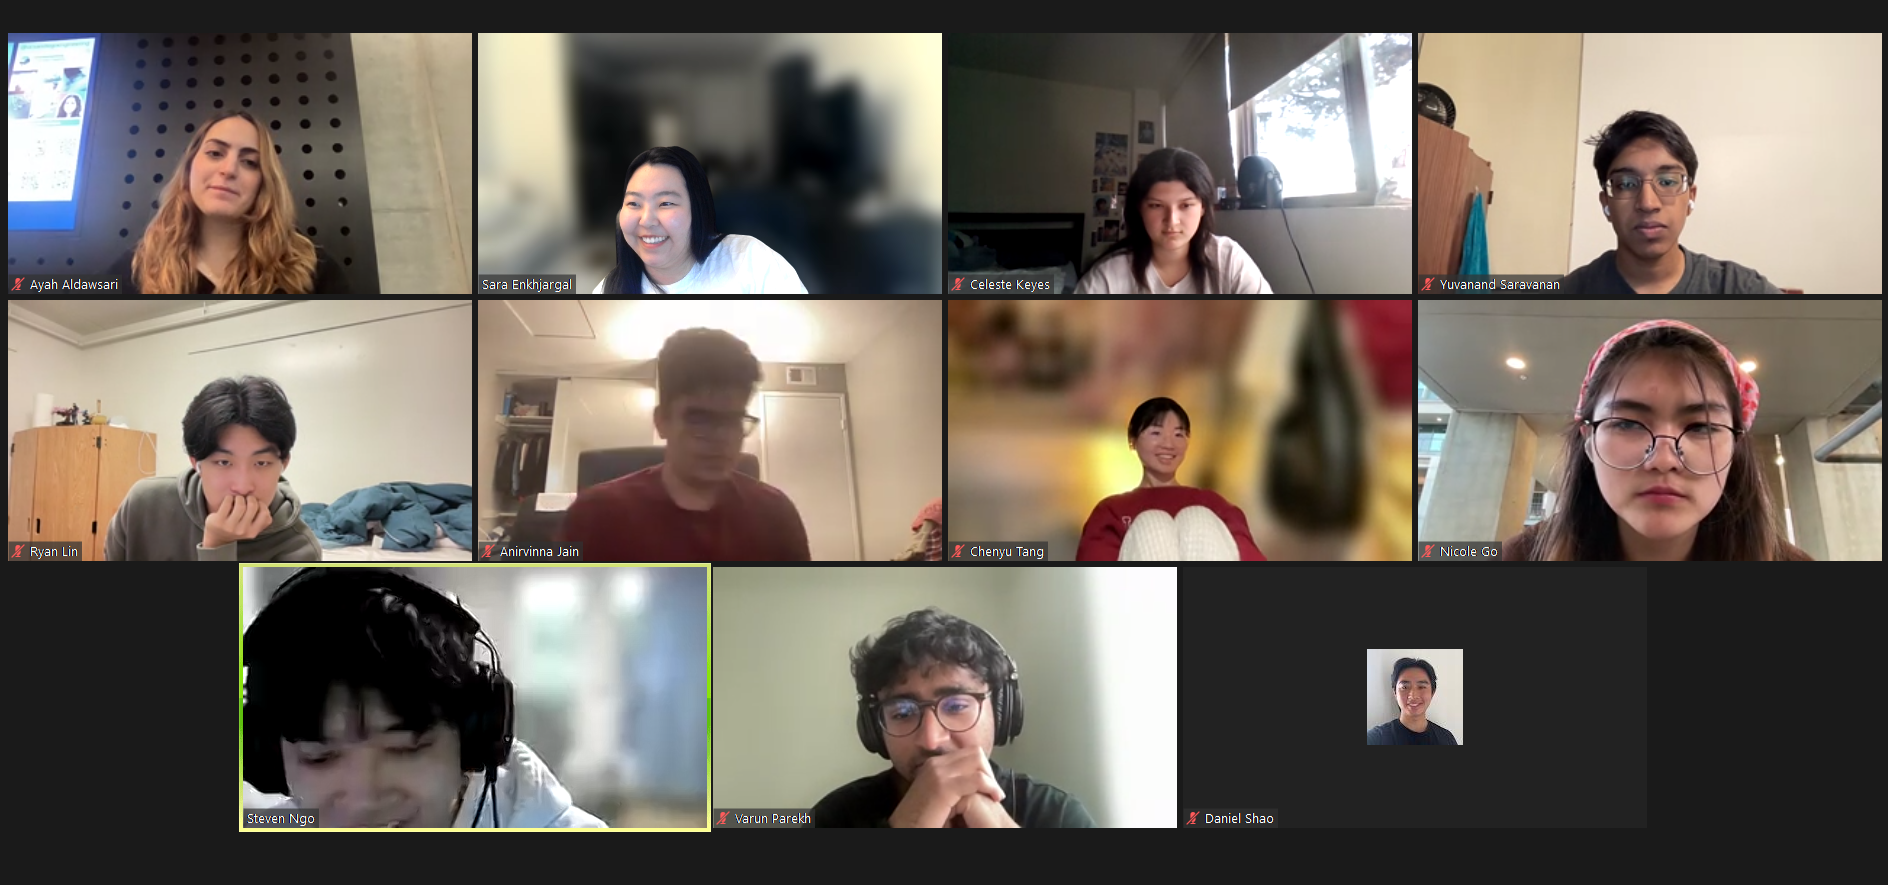 Ayah Aldawsari
Sara Enkhjargal
Celeste Keyes
Yuvanand Saravanan
Ryan Lin
Anirvinna Jain
Chenyu Tang
Nicole Go
Steven Ngo
Varun Parekh
Daniel Shao